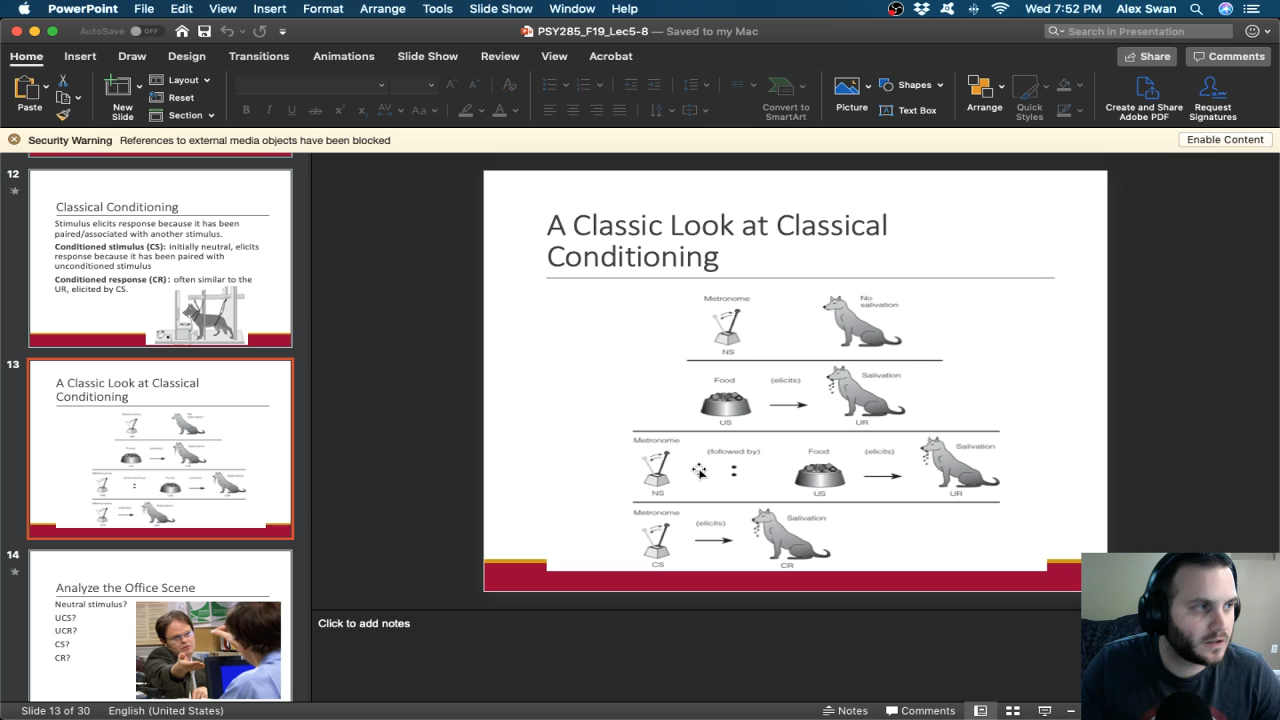 PowerPoint File Edit View Insert Format Arrange Tools Slide Show Window Help Wed 7:52 PM Alex Swan
AutoSave OFF PSY285_F19_Lec5-8 — Saved to my Mac Search in Presentation
Home Insert Draw Design Transitions Animations Slide Show Review View Acrobat Share Comments
Paste
New
Slide
Layout
Reset
Section
B I U abc x² x₂ AV Aa A
Convert to
SmartArt
Picture
Shapes
Text Box
Arrange
Quick
Styles
Create and Share
Adobe PDF
Request
Signatures
Security Warning References to external media objects have been blocked Enable Content
12
Classical Conditioning
Stimulus elicits response because it has been
paired/associated with another stimulus.
Conditioned stimulus (CS): initially neutral, elicits
response because it has been paired with
unconditioned stimulus
Conditioned response (CR): often similar to the
UR, elicited by CS.
13
A Classic Look at Classical
Conditioning
14
Analyze the Office Scene
Neutral stimulus?
UCS?
UCR?
CS?
CR?
A Classic Look at Classical
Conditioning
Metronome No
salivation
NS
Food (elicits) Salivation
US UR
Metronome (followed by) Food (elicits) Salivation
NS US UR
Metronome (elicits) Salivation
CS CR
Click to add notes
Slide 13 of 30 English (United States) Notes Comments